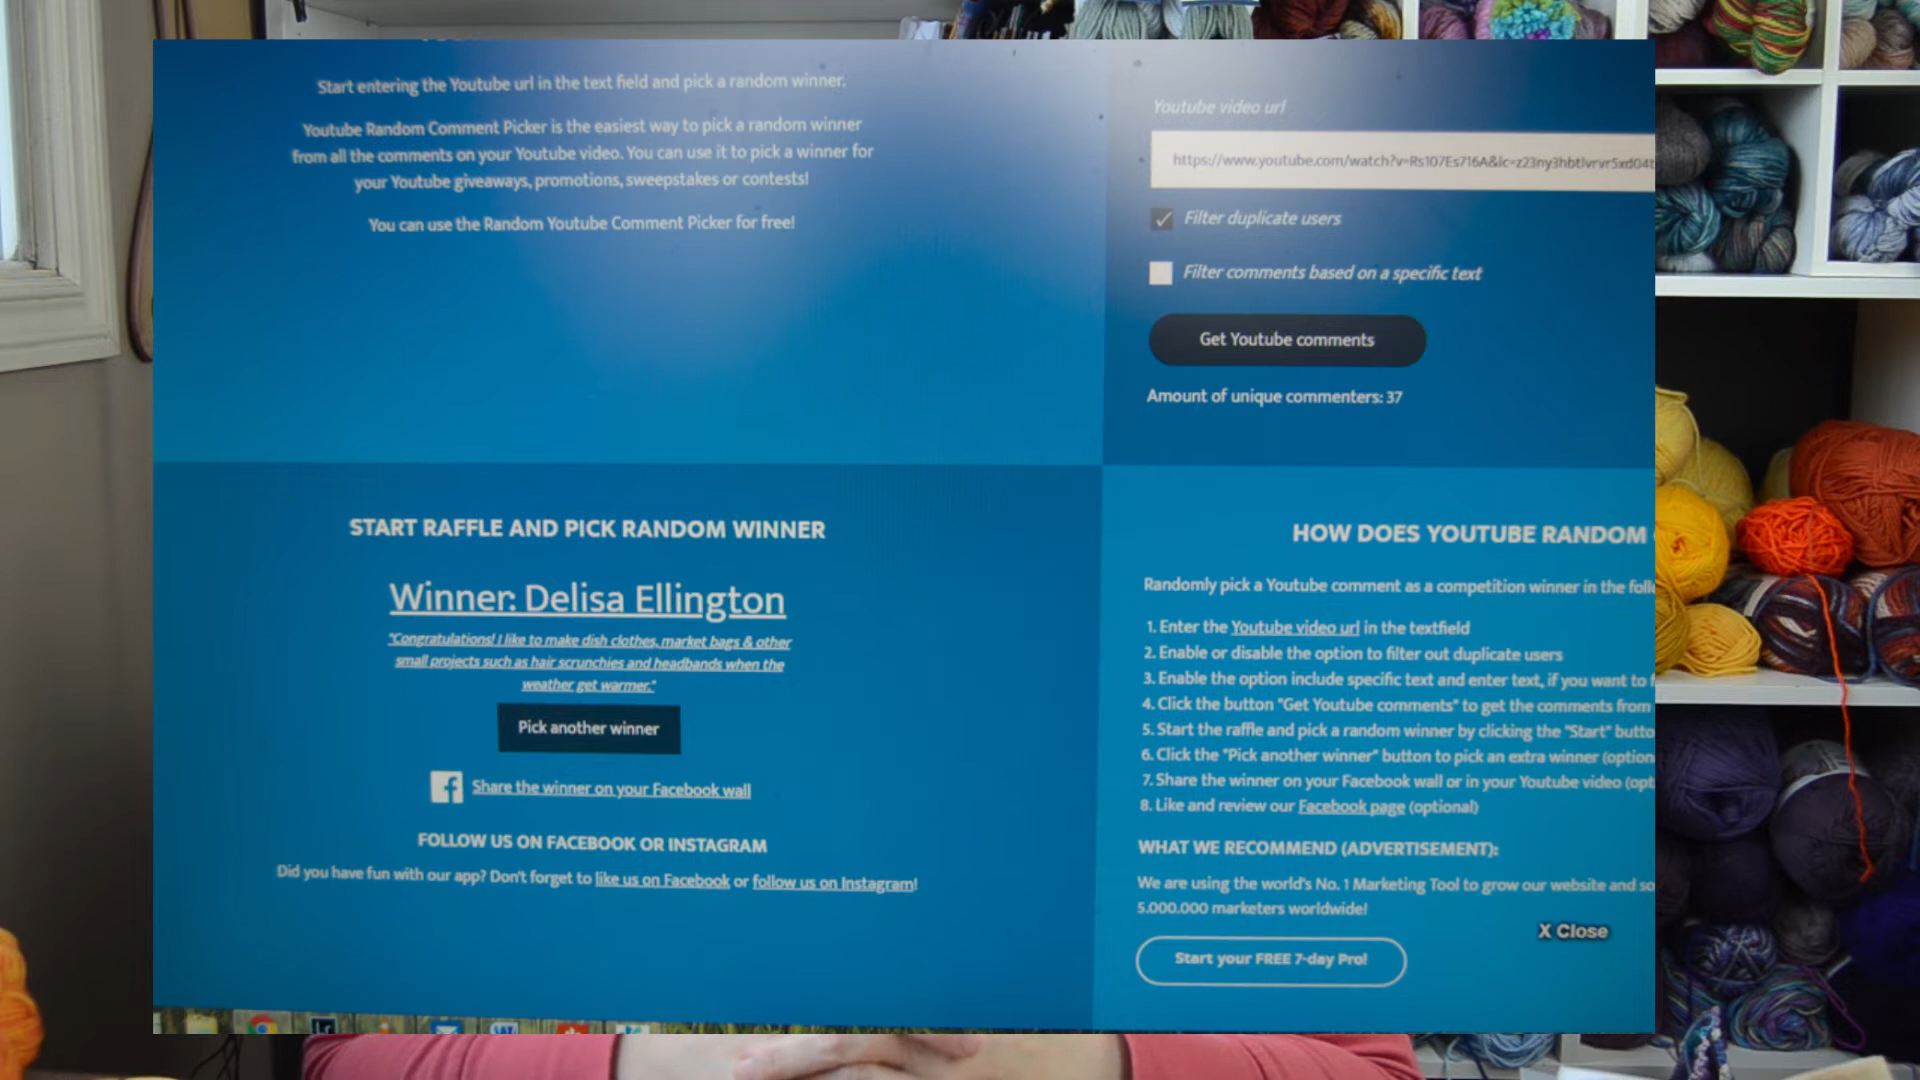 Start entering the Youtube url in the text field and pick a random winner.
Youtube Random Comment Picker is the easiest way to pick a random winner
from all the comments on your Youtube video. You can use it to pick a winner for
your Youtube giveaways, promotions, sweepstakes or contests!
You can use the Random Youtube Comment Picker for free!
Youtube video url
https://www.youtube.com/watch?v=Rs107Es716A&lc=z23ny3hbtlvrvr5xd04t
Filter duplicate users
Filter comments based on a specific text
Get Youtube comments
Amount of unique commenters: 37
START RAFFLE AND PICK RANDOM WINNER
Winner: Delisa Ellington
"Congratulations! I like to make dish clothes, market bags & other
small projects such as hair scrunchies and headbands when the
weather get warmer."
Pick another winner
Share the winner on your Facebook wall
FOLLOW US ON FACEBOOK OR INSTAGRAM
Did you have fun with our app? Don't forget to like us on Facebook or follow us on Instagram!
HOW DOES YOUTUBE RANDOM
Randomly pick a Youtube comment as a competition winner in the foll
1. Enter the Youtube video url in the textfield
2. Enable or disable the option to filter out duplicate users
3. Enable the option include specific text and enter text, if you want to
4. Click the button "Get Youtube comments" to get the comments from
5. Start the raffle and pick a random winner by clicking the "Start" butto
6. Click the "Pick another winner" button to pick an extra winner (option
7. Share the winner on your Facebook wall or in your Youtube video (opt
8. Like and review our Facebook page (optional)
WHAT WE RECOMMEND (ADVERTISEMENT):
We are using the world's No. 1 Marketing Tool to grow our website and so
5.000.000 marketers worldwide!
X Close
Start your FREE 7-day Pro!